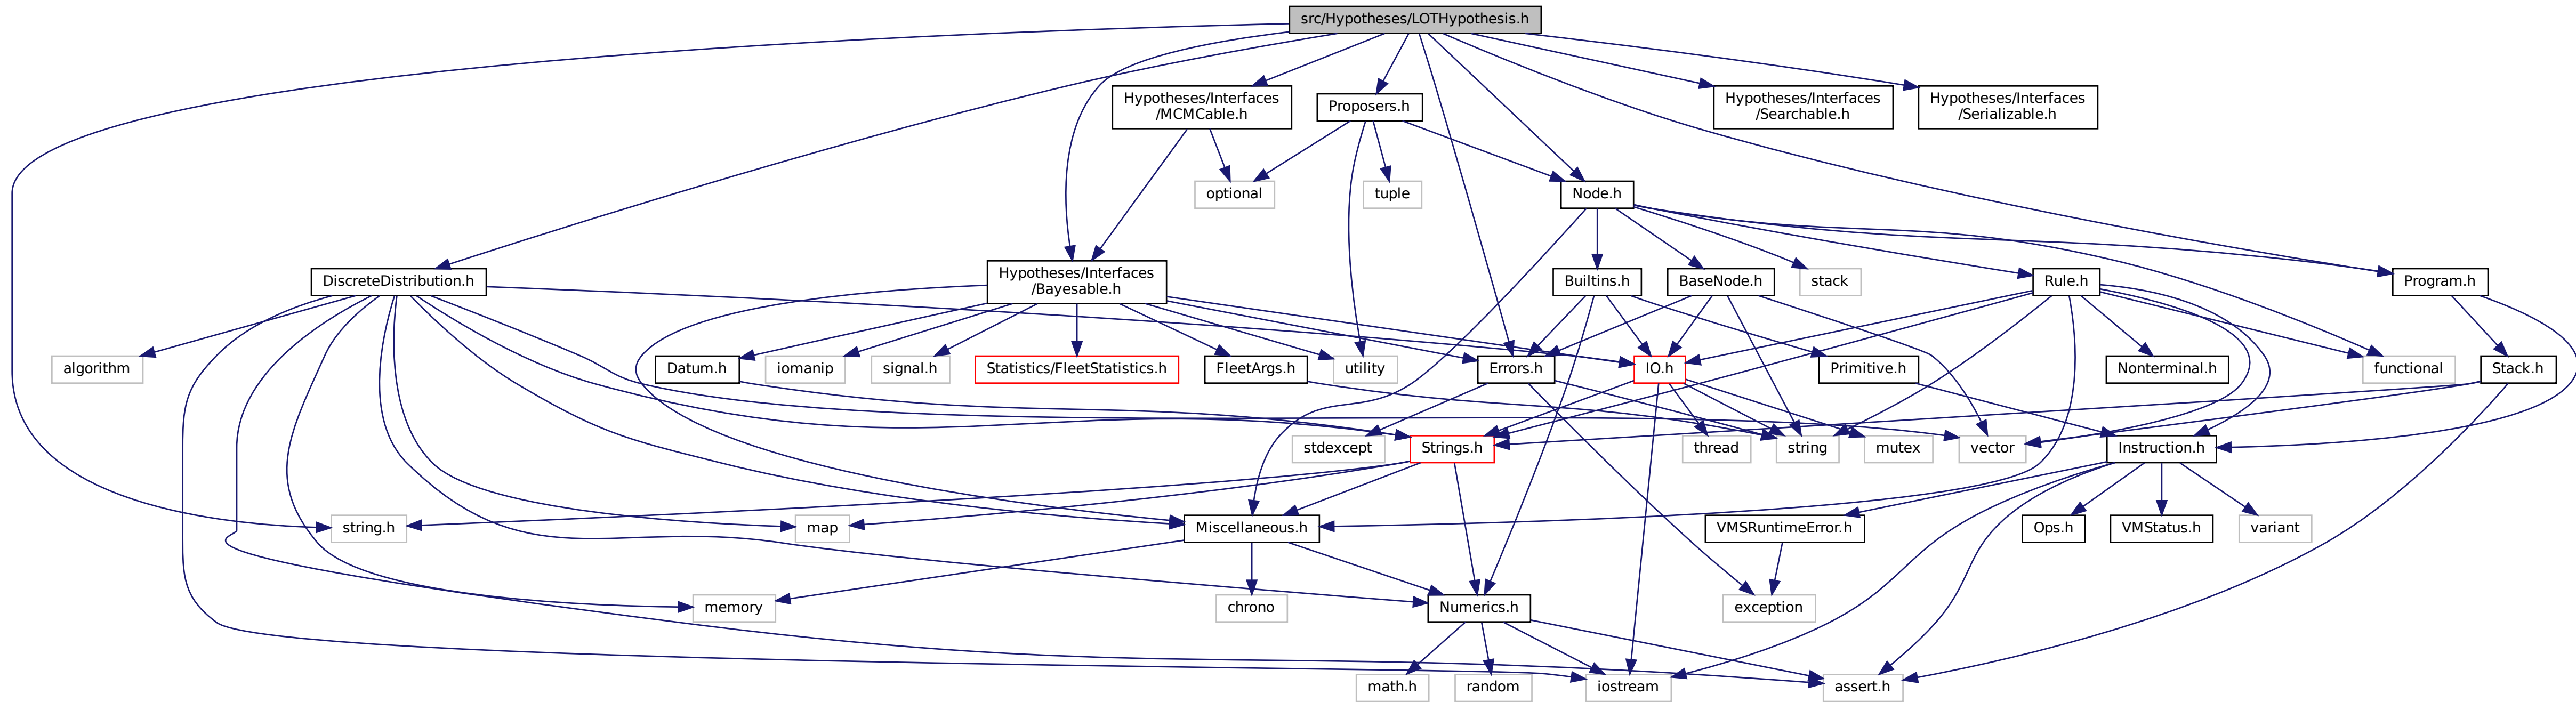 src/Hypotheses/LOTHypothesis.h
Hypotheses/Interfaces
/MCMCable.h
Proposers.h
Hypotheses/Interfaces
/Searchable.h
Hypotheses/Interfaces
/Serializable.h
optional
tuple
Node.h
DiscreteDistribution.h
Hypotheses/Interfaces
/Bayesable.h
Builtins.h
BaseNode.h
stack
Rule.h
Program.h
algorithm
Datum.h
iomanip
signal.h
Statistics/FleetStatistics.h
FleetArgs.h
utility
Errors.h
IO.h
Primitive.h
Nonterminal.h
functional
Stack.h
stdexcept
Strings.h
thread
string
mutex
vector
Instruction.h
string.h
map
Miscellaneous.h
VMSRuntimeError.h
Ops.h
VMStatus.h
variant
memory
chrono
Numerics.h
exception
math.h
random
iostream
assert.h